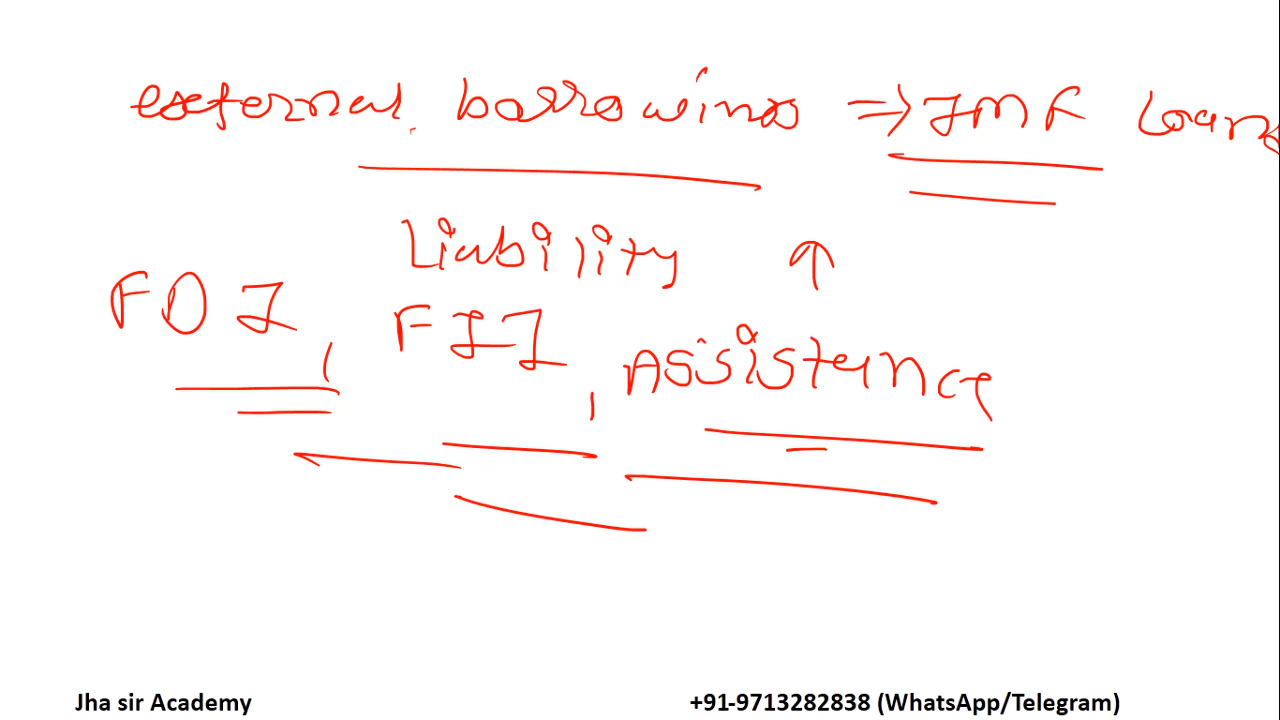 external borrowings => IMF Loans
Liability ↑
FDI, FII, Assistance
Jha sir Academy
+91-9713282838 (WhatsApp/Telegram)